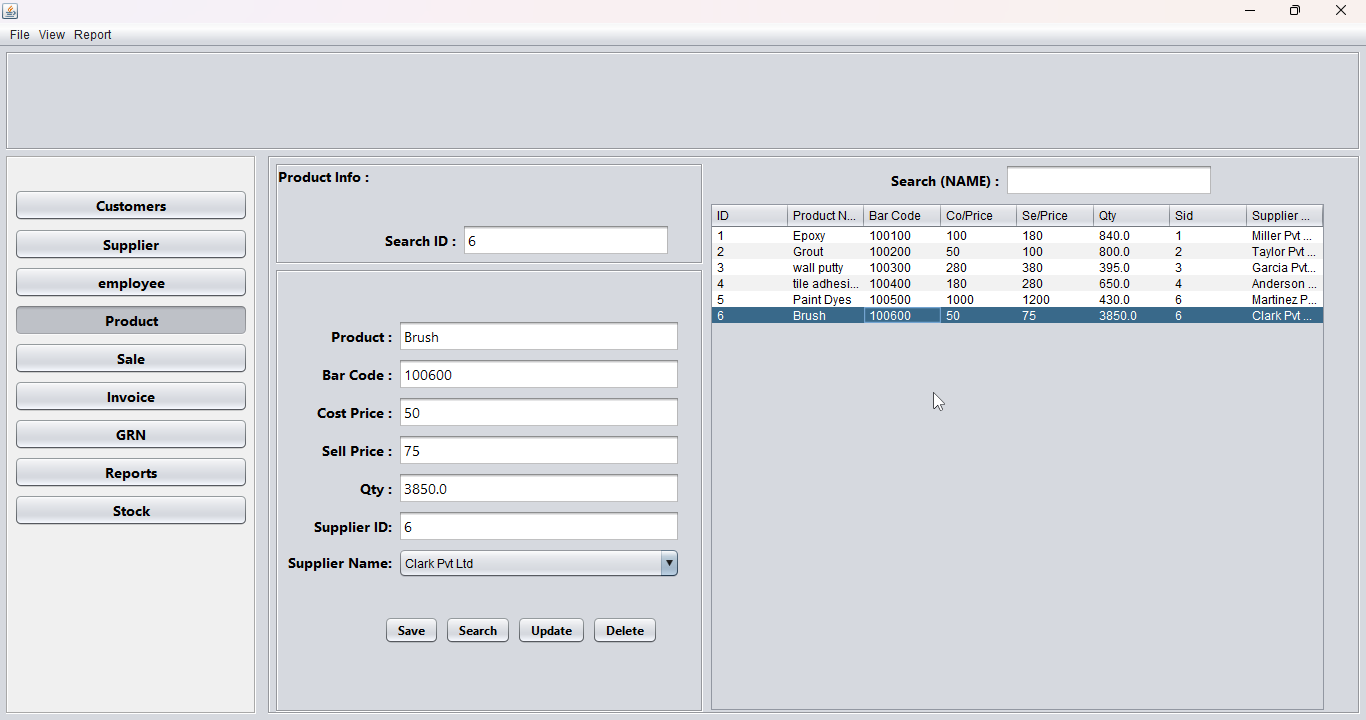 File View Report
Customers
Supplier
employee
Product
Sale
Invoice
GRN
Reports
Stock
Product Info :
Search ID : 6
Product : Brush
Bar Code : 100600
Cost Price : 50
Sell Price : 75
Qty : 3850.0
Supplier ID: 6
Supplier Name: Clark Pvt Ltd
Save Search Update Delete
Search (NAME) :
ID Product N... Bar Code Co/Price Se/Price Qty Sid Supplier ...
1 Epoxy 100100 100 180 840.0 1 Miller Pvt ...
2 Grout 100200 50 100 800.0 2 Taylor Pvt ...
3 wall putty 100300 280 380 395.0 3 Garcia Pvt...
4 tile adhesi... 100400 180 280 650.0 4 Anderson ...
5 Paint Dyes 100500 1000 1200 430.0 6 Martinez P...
6 Brush 100600 50 75 3850.0 6 Clark Pvt ...